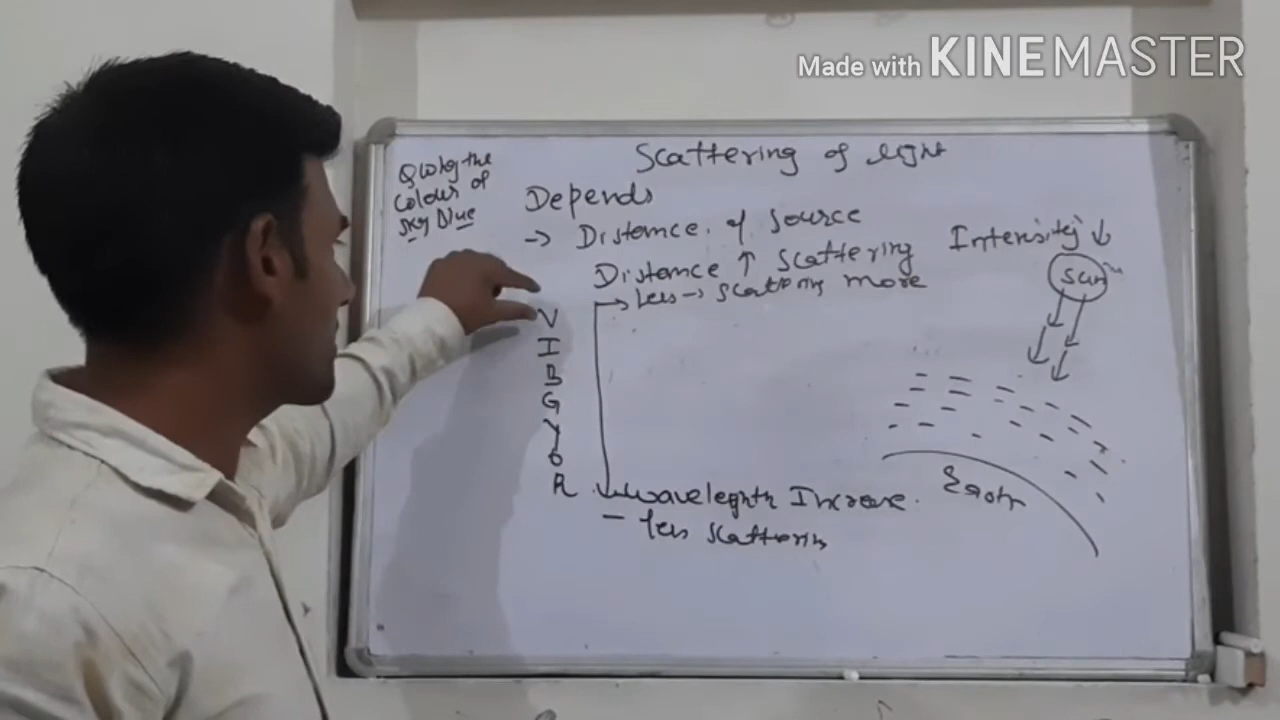 Made with KINEMASTER
Scattering of light
Q Why the
Colour of
sky blue
Depends
→ Distance of source
Distance ↑ scattering Intensity ↓
→ less → scattering more
Sun
V
I
B
G
Y
O
R
wavelength Increase.
- less scattering
Earth